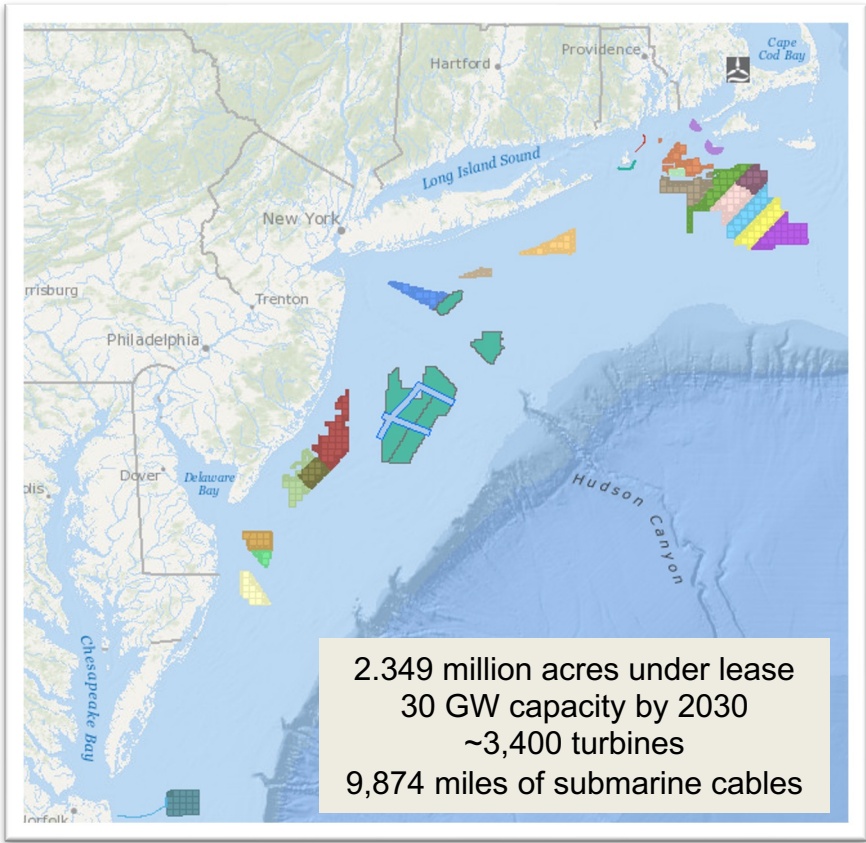 Cape
Cod Bay
Providence
Hartford
Long Island Sound
New York
rrisburg
Trenton
Philadelphia
Dover
Delaware
Bay
olis
Hudson Canyon
Chesapeake Bay
2.349 million acres under lease
30 GW capacity by 2030
~3,400 turbines
9,874 miles of submarine cables
lorfolk